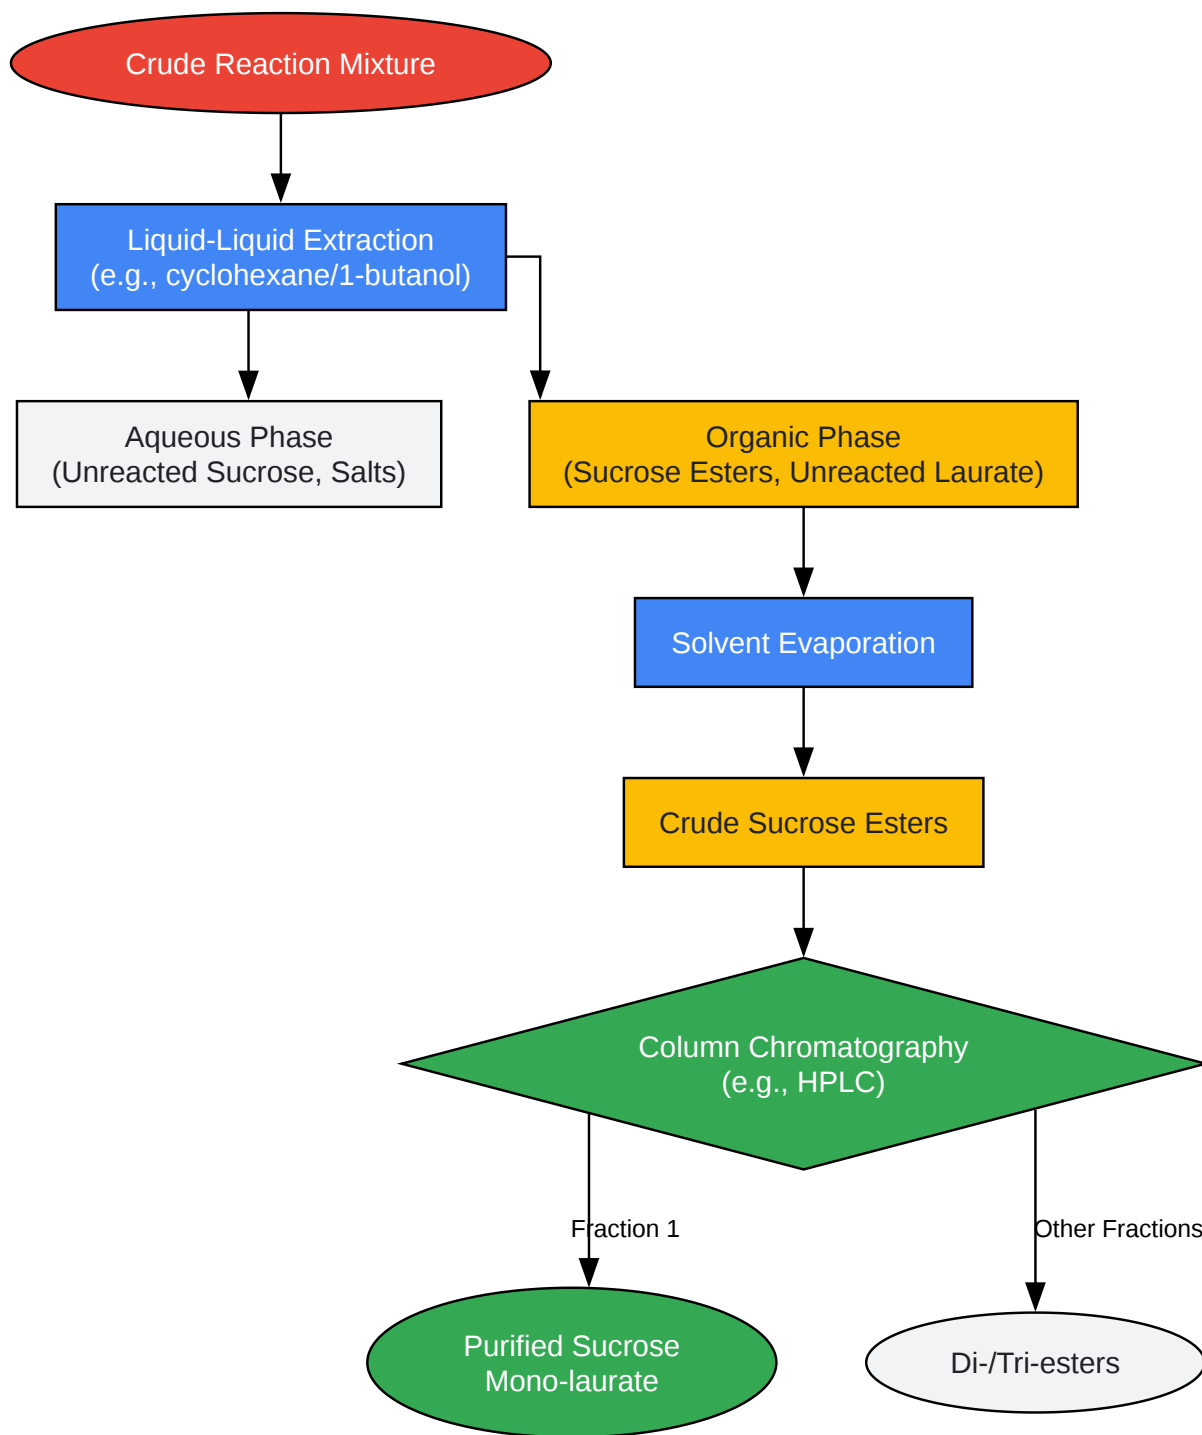 Crude Reaction Mixture
Liquid-Liquid Extraction
(e.g., cyclohexane/1-butanol)
Aqueous Phase
(Unreacted Sucrose, Salts)
Organic Phase
(Sucrose Esters, Unreacted Laurate)
Solvent Evaporation
Crude Sucrose Esters
Column Chromatography
(e.g., HPLC)
Fraction 1
Other Fractions
Purified Sucrose
Mono-laurate
Di-/Tri-esters